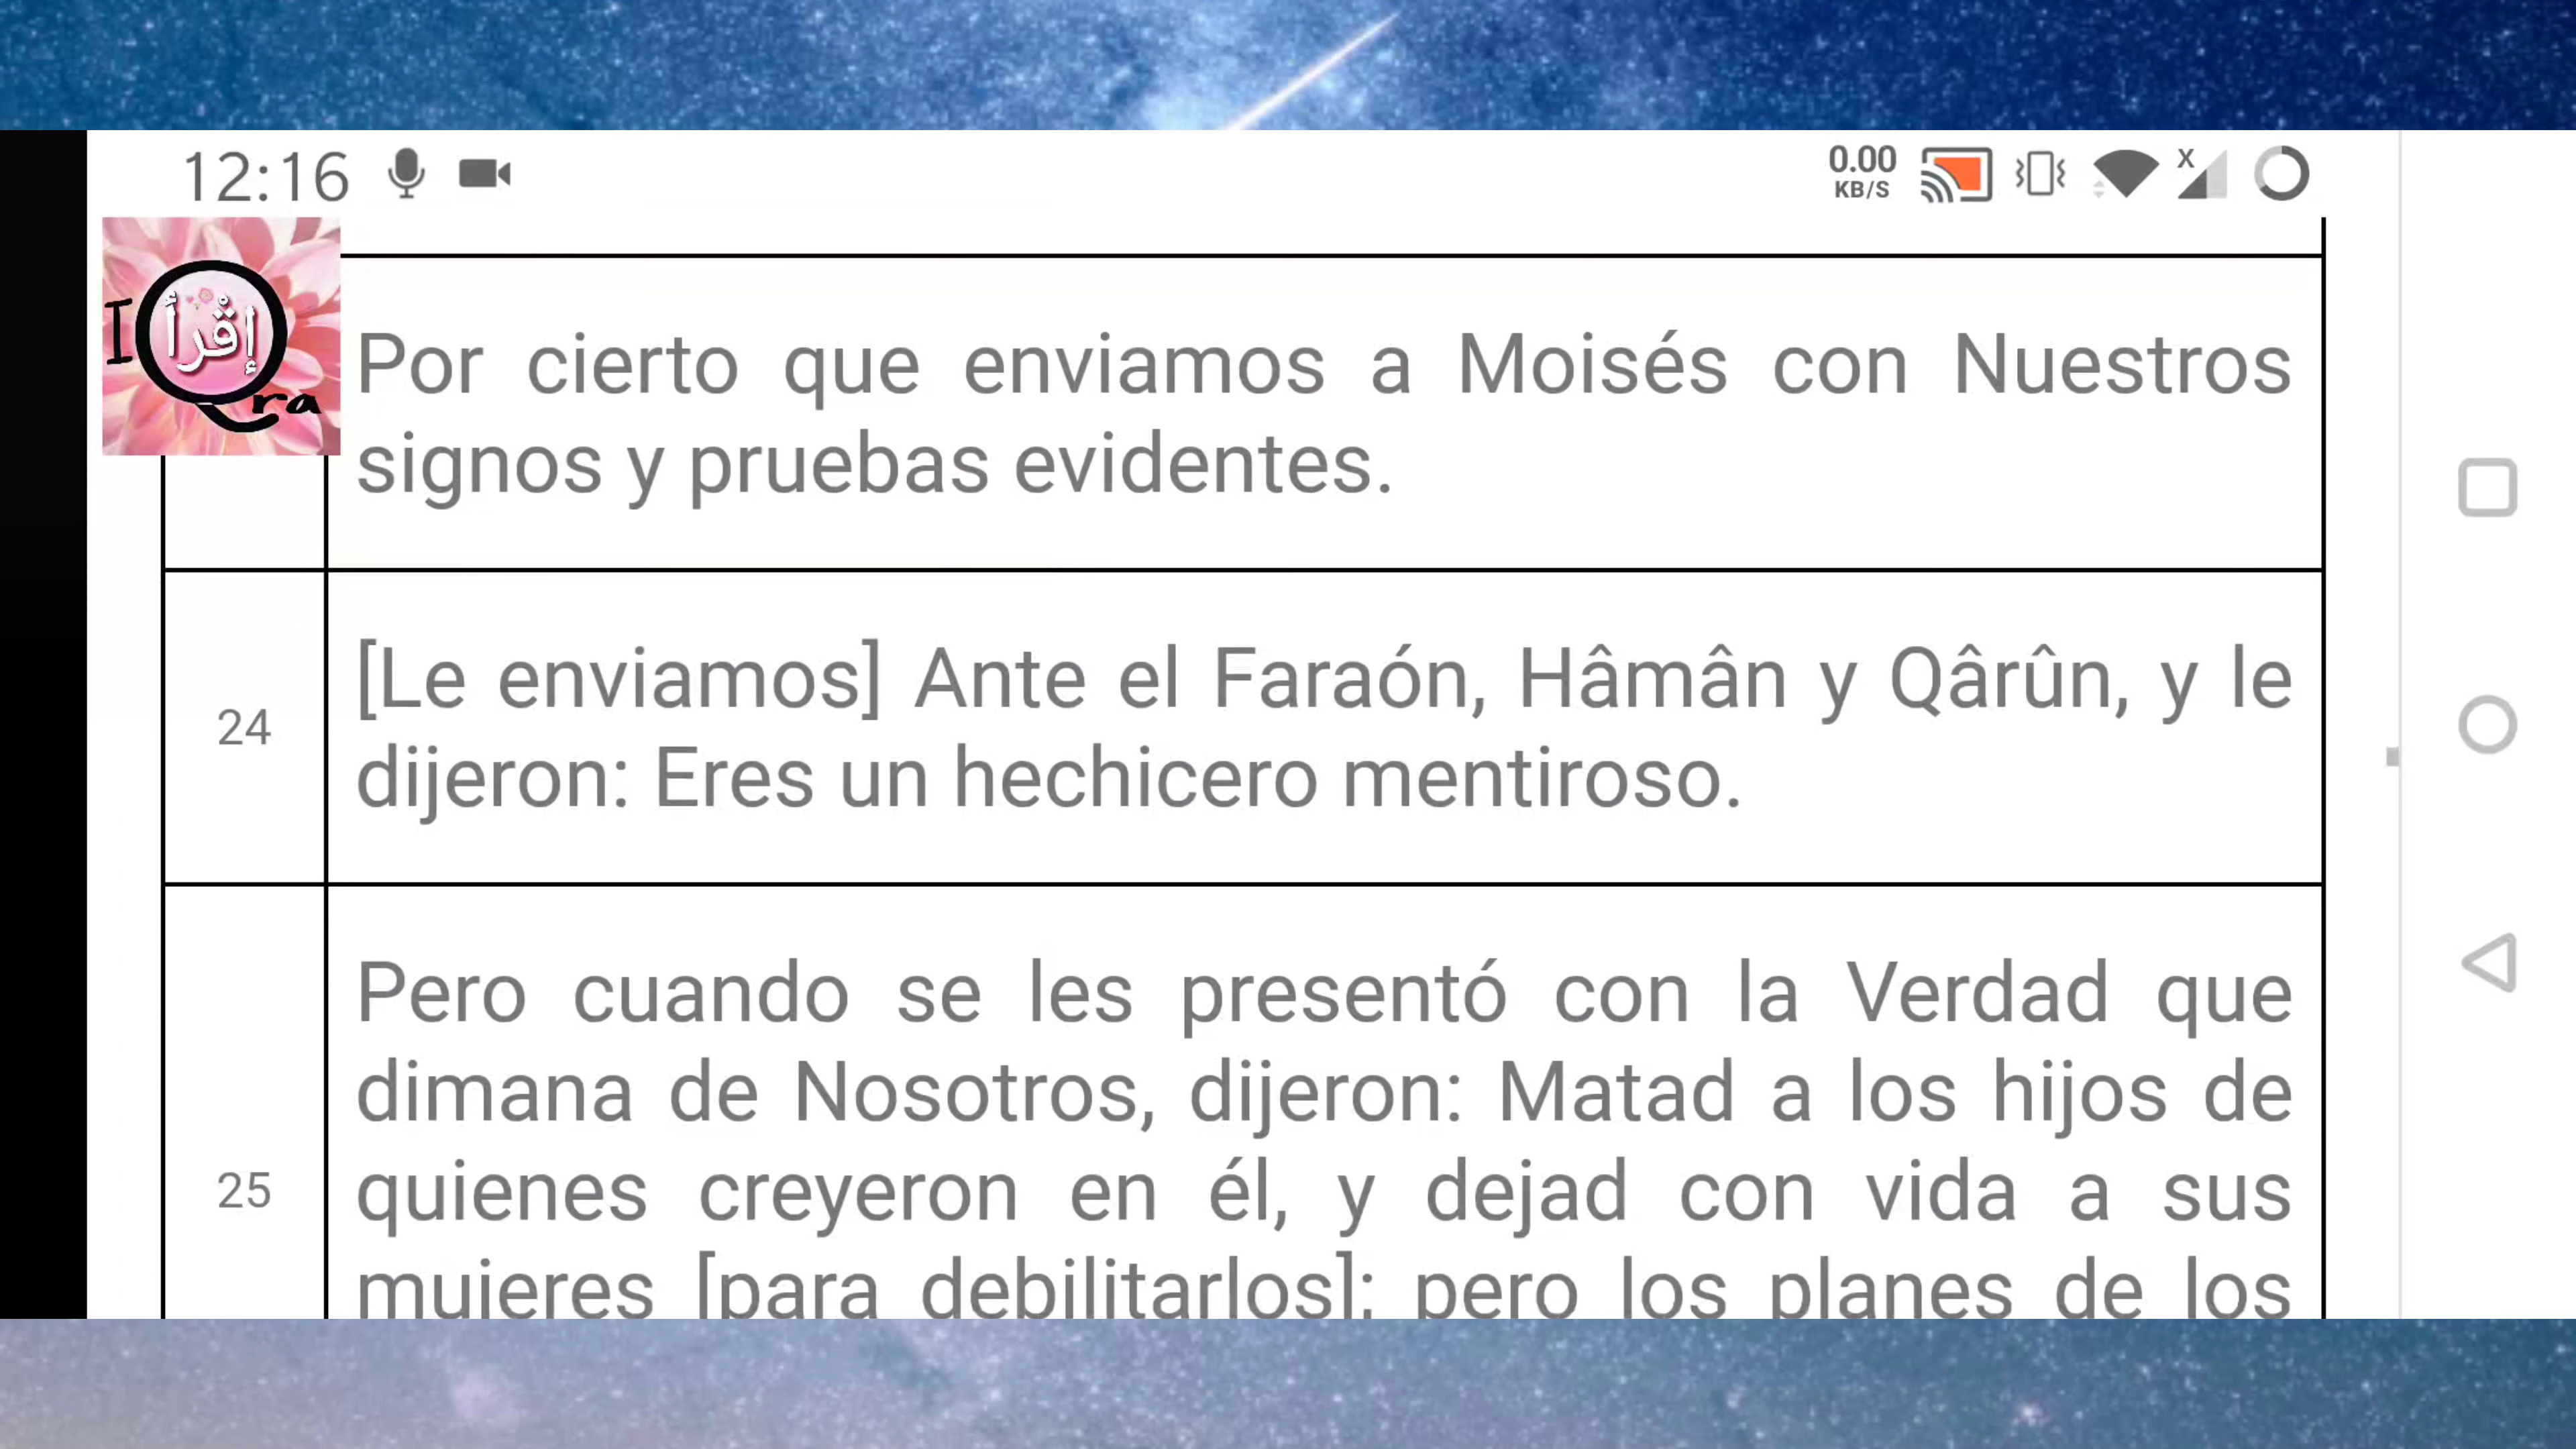 12:16
0.00
KB/S
X
إقْرأ
IQra
Por cierto que enviamos a Moisés con Nuestros
signos y pruebas evidentes.
24
[Le enviamos] Ante el Faraón, Hâmân y Qârûn, y le
dijeron: Eres un hechicero mentiroso.
25
Pero cuando se les presentó con la Verdad que
dimana de Nosotros, dijeron: Matad a los hijos de
quienes creyeron en él, y dejad con vida a sus
mujeres [para debilitarlos]; pero los planes de los